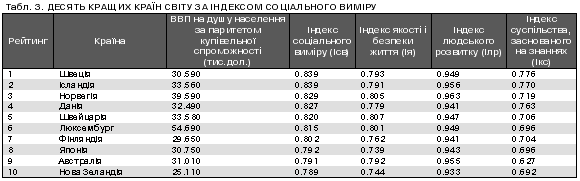 Табл. 3. ДЕСЯТЬ КРАЩИХ КРАЇН СВІТУ ЗА ІНДЕКСОМ СОЦІАЛЬНОГО ВИМІРУ
Рейтинг Країна ВВП на душу населення за паритетом купівельної спроможності (тис.дол.) Індекс соціального виміру (Ісв) Індекс якості і безпеки життя (Ія) Індекс людського розвитку (Ілр) Індекс суспільства, заснованого на знаннях (Ікс)
1 Швеція 30.590 0.839 0.793 0.949 0.776
2 Ісландія 33.560 0.839 0.791 0.956 0.770
3 Норвегія 39.590 0.829 0.805 0.963 0.719
4 Данія 32.490 0.827 0.779 0.941 0.763
5 Швейцарія 33.580 0.820 0.807 0.947 0.706
6 Люксембург 54.690 0.815 0.801 0.949 0.696
7 Фінляндія 29.650 0.802 0.762 0.941 0.704
8 Японія 30.750 0.792 0.739 0.943 0.696
9 Австралія 31.010 0.791 0.792 0.955 0.627
10 Нова Зеландія 25.110 0.789 0.744 0.933 0.692